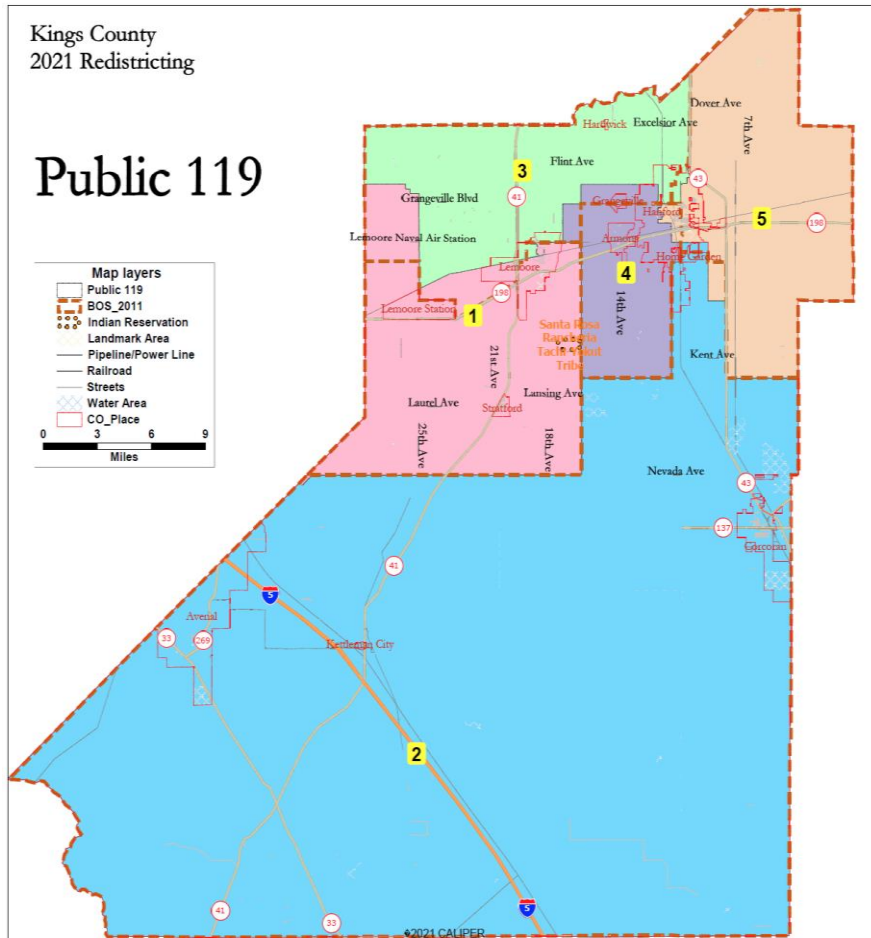 Kings County
2021 Redistricting
Public 119
Map layers
Public 119
BOS_2011
Indian Reservation
Landmark Area
Pipeline/Power Line
Railroad
Streets
Water Area
CO_Place
0 3 6 9
Miles
Dover Ave
7th Ave
Hardwick
Excelsior Ave
3
Flint Ave
41
43
Grangeville Blvd
Grangeville
Hanford
5
198
Lemoore Naval Air Station
Armona
Home Garden
Lemoore
4
198
Lemoore Station
1
14th Ave
Santa Rosa
Rancheria
Tachi-Yokut
Tribe
21st Ave
Kent Ave
Laurel Ave
Lansing Ave
Stratford
25th Ave
18th Ave
Nevada Ave
43
137
Corcoran
41
5
Avenal
33
269
Kettleman City
2
41
33
5
�2021 CALIPER